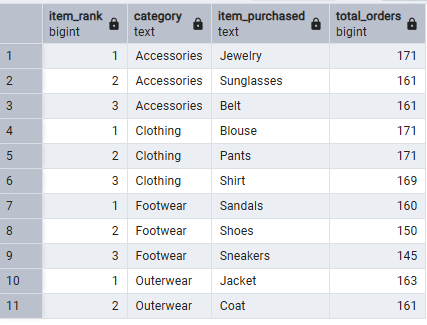 item_rank category item_purchased total_orders
bigint text text bigint
1 1 Accessories Jewelry 171
2 2 Accessories Sunglasses 161
3 3 Accessories Belt 161
4 1 Clothing Blouse 171
5 2 Clothing Pants 171
6 3 Clothing Shirt 169
7 1 Footwear Sandals 160
8 2 Footwear Shoes 150
9 3 Footwear Sneakers 145
10 1 Outerwear Jacket 163
11 2 Outerwear Coat 161